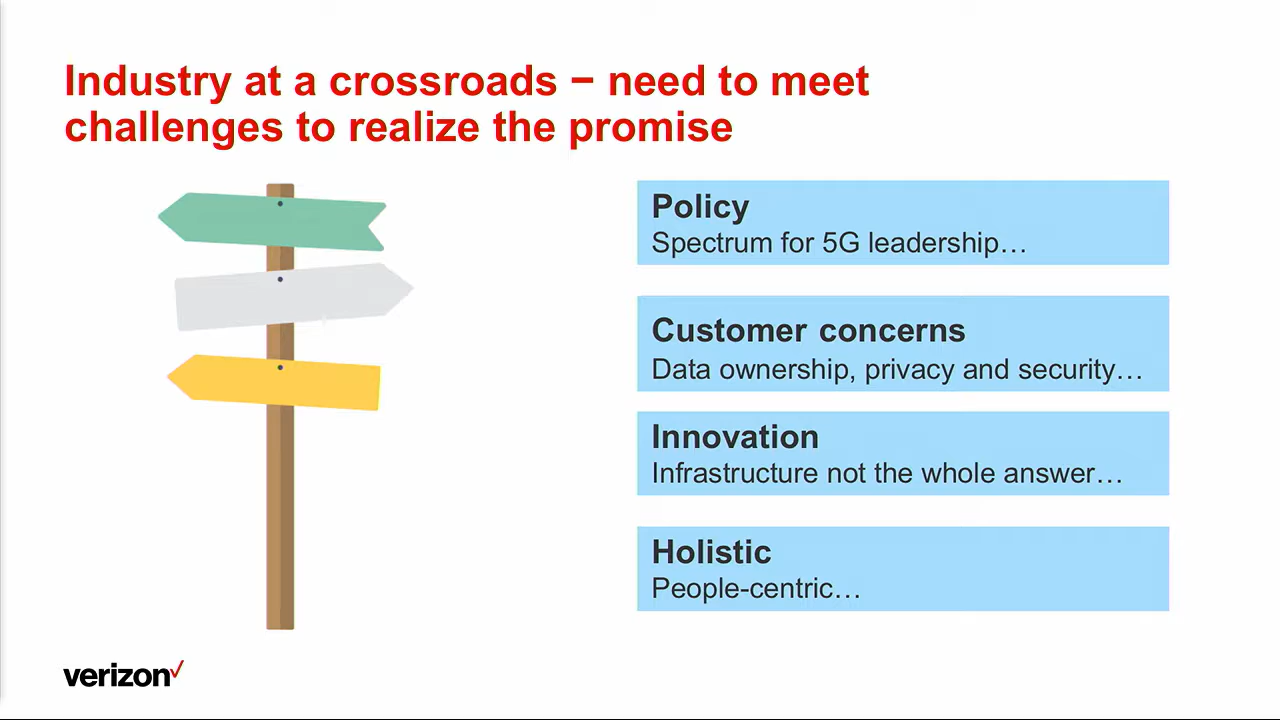 Industry at a crossroads − need to meet
challenges to realize the promise
Policy
Spectrum for 5G leadership…
Customer concerns
Data ownership, privacy and security…
Innovation
Infrastructure not the whole answer…
Holistic
People-centric…
verizon✓